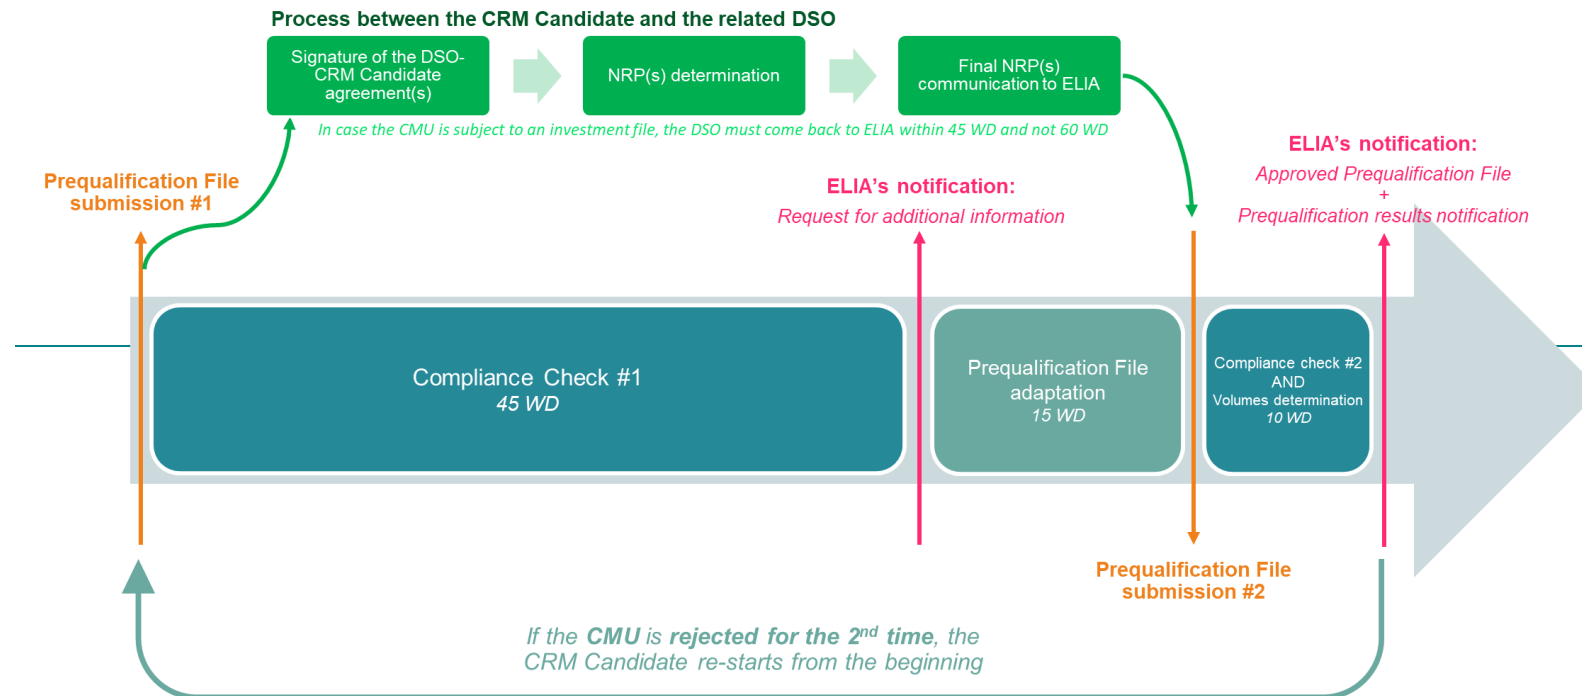 Process between the CRM Candidate and the related DSO
Signature of the DSO-
CRM Candidate
agreement(s)
NRP(s) determination
Final NRP(s)
communication to ELIA
In case the CMU is subject to an investment file, the DSO must come back to ELIA within 45 WD and not 60 WD
Prequalification File
submission #1
ELIA's notification:
Request for additional information
ELIA's notification:
Approved Prequalification File
+
Prequalification results notification
Compliance Check #1
45 WD
Prequalification File
adaptation
15 WD
Compliance check #2
AND
Volumes determination
10 WD
Prequalification File
submission #2
If the CMU is rejected for the 2nd time, the
CRM Candidate re-starts from the beginning